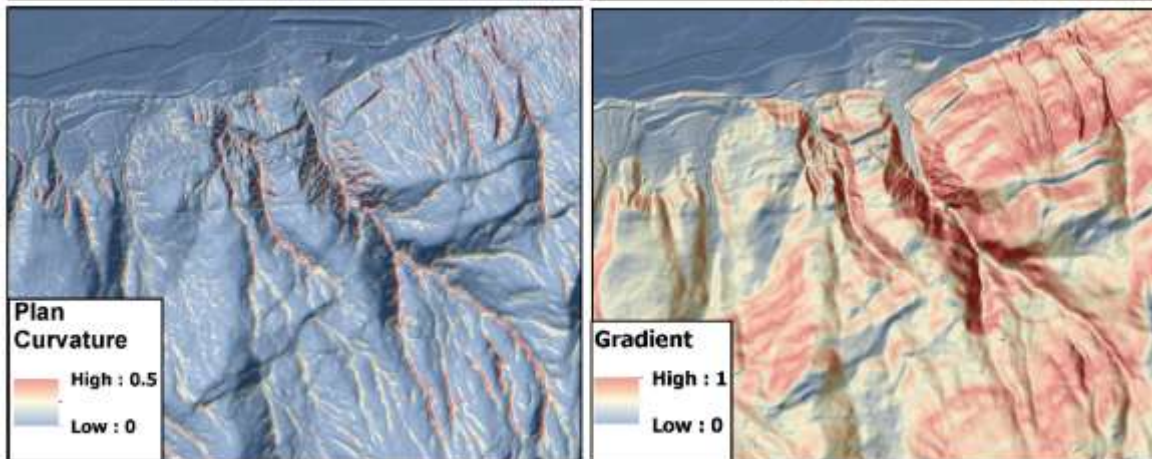 Plan
Curvature
High : 0.5
Low : 0
Gradient
High : 1
Low : 0